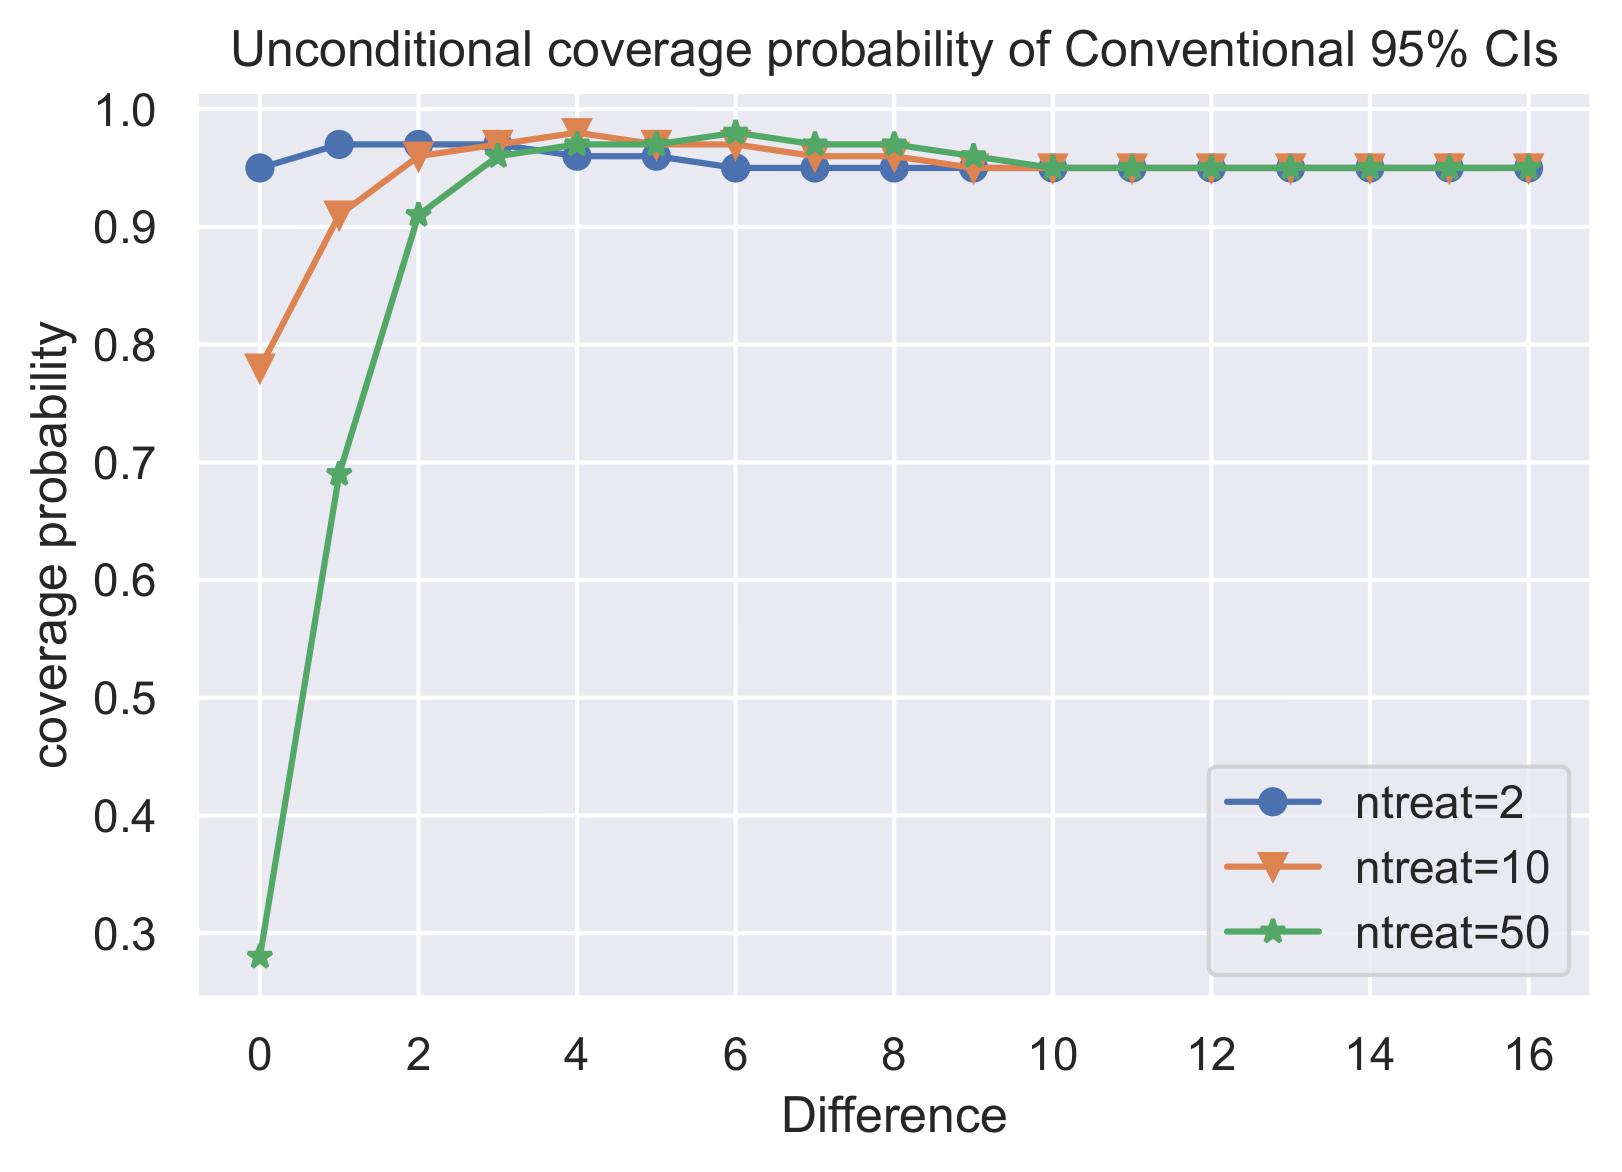 Unconditional coverage probability of Conventional 95% CIs
1.0
0.9
0.8
0.7
0.6
0.5
0.4
0.3
coverage probability
ntreat=2
ntreat=10
ntreat=50
0 2 4 6 8 10 12 14 16
Difference